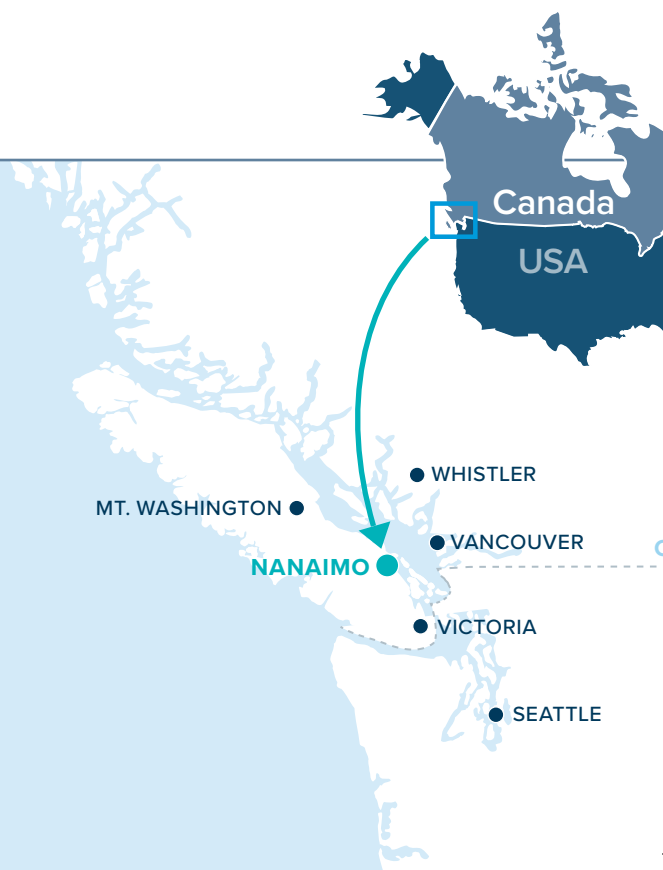 Canada
USA
WHISTLER
MT. WASHINGTON
VANCOUVER
NANAIMO
VICTORIA
SEATTLE